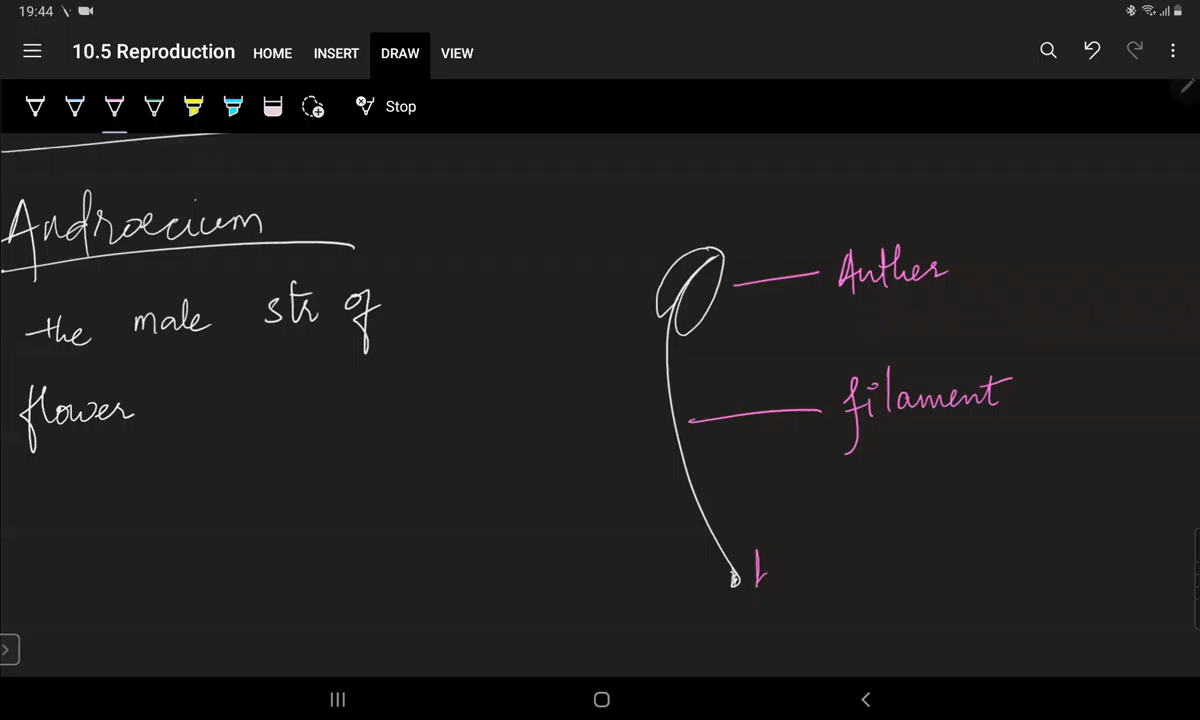 19:44
10.5 Reproduction HOME INSERT DRAW VIEW
Stop
Androecium
the male str of
flower
Anther
filament